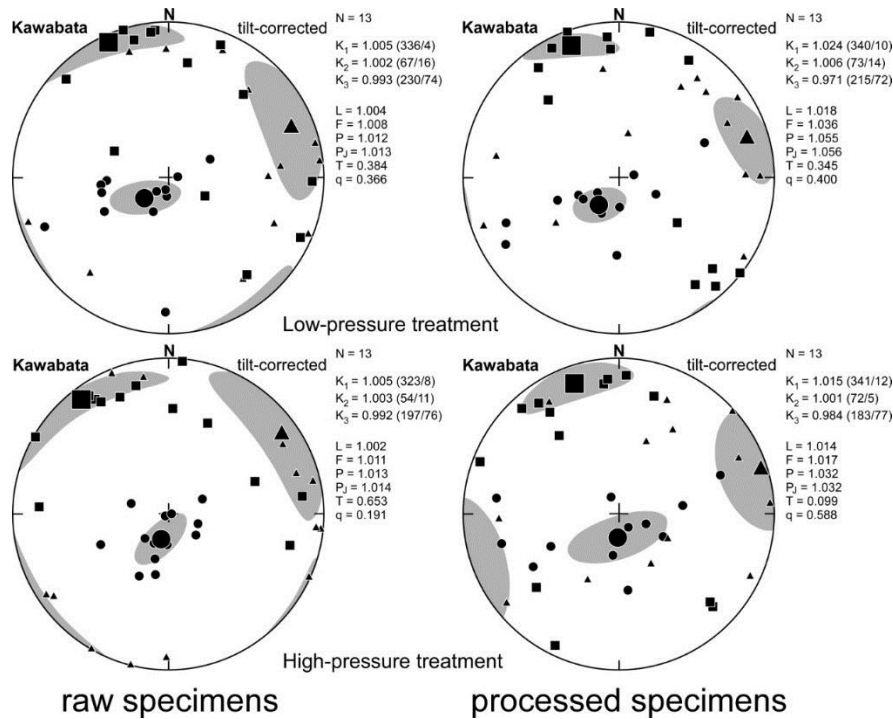 Kawabata
N
tilt-corrected
N = 13
K1 = 1.005 (336/4)
K2 = 1.002 (67/16)
K3 = 0.993 (230/74)
L = 1.004
F = 1.008
P = 1.012
PJ = 1.013
T = 0.384
q = 0.366
Kawabata
N
tilt-corrected
N = 13
K1 = 1.024 (340/10)
K2 = 1.006 (73/14)
K3 = 0.971 (215/72)
L = 1.018
F = 1.036
P = 1.055
PJ = 1.056
T = 0.345
q = 0.400
Low-pressure treatment
Kawabata
N
tilt-corrected
N = 13
K1 = 1.005 (323/8)
K2 = 1.003 (54/11)
K3 = 0.992 (197/76)
L = 1.002
F = 1.011
P = 1.013
PJ = 1.014
T = 0.653
q = 0.191
Kawabata
N
tilt-corrected
N = 13
K1 = 1.015 (341/12)
K2 = 1.001 (72/5)
K3 = 0.984 (183/77)
L = 1.014
F = 1.017
P = 1.032
PJ = 1.032
T = 0.099
q = 0.588
High-pressure treatment
raw specimens
processed specimens